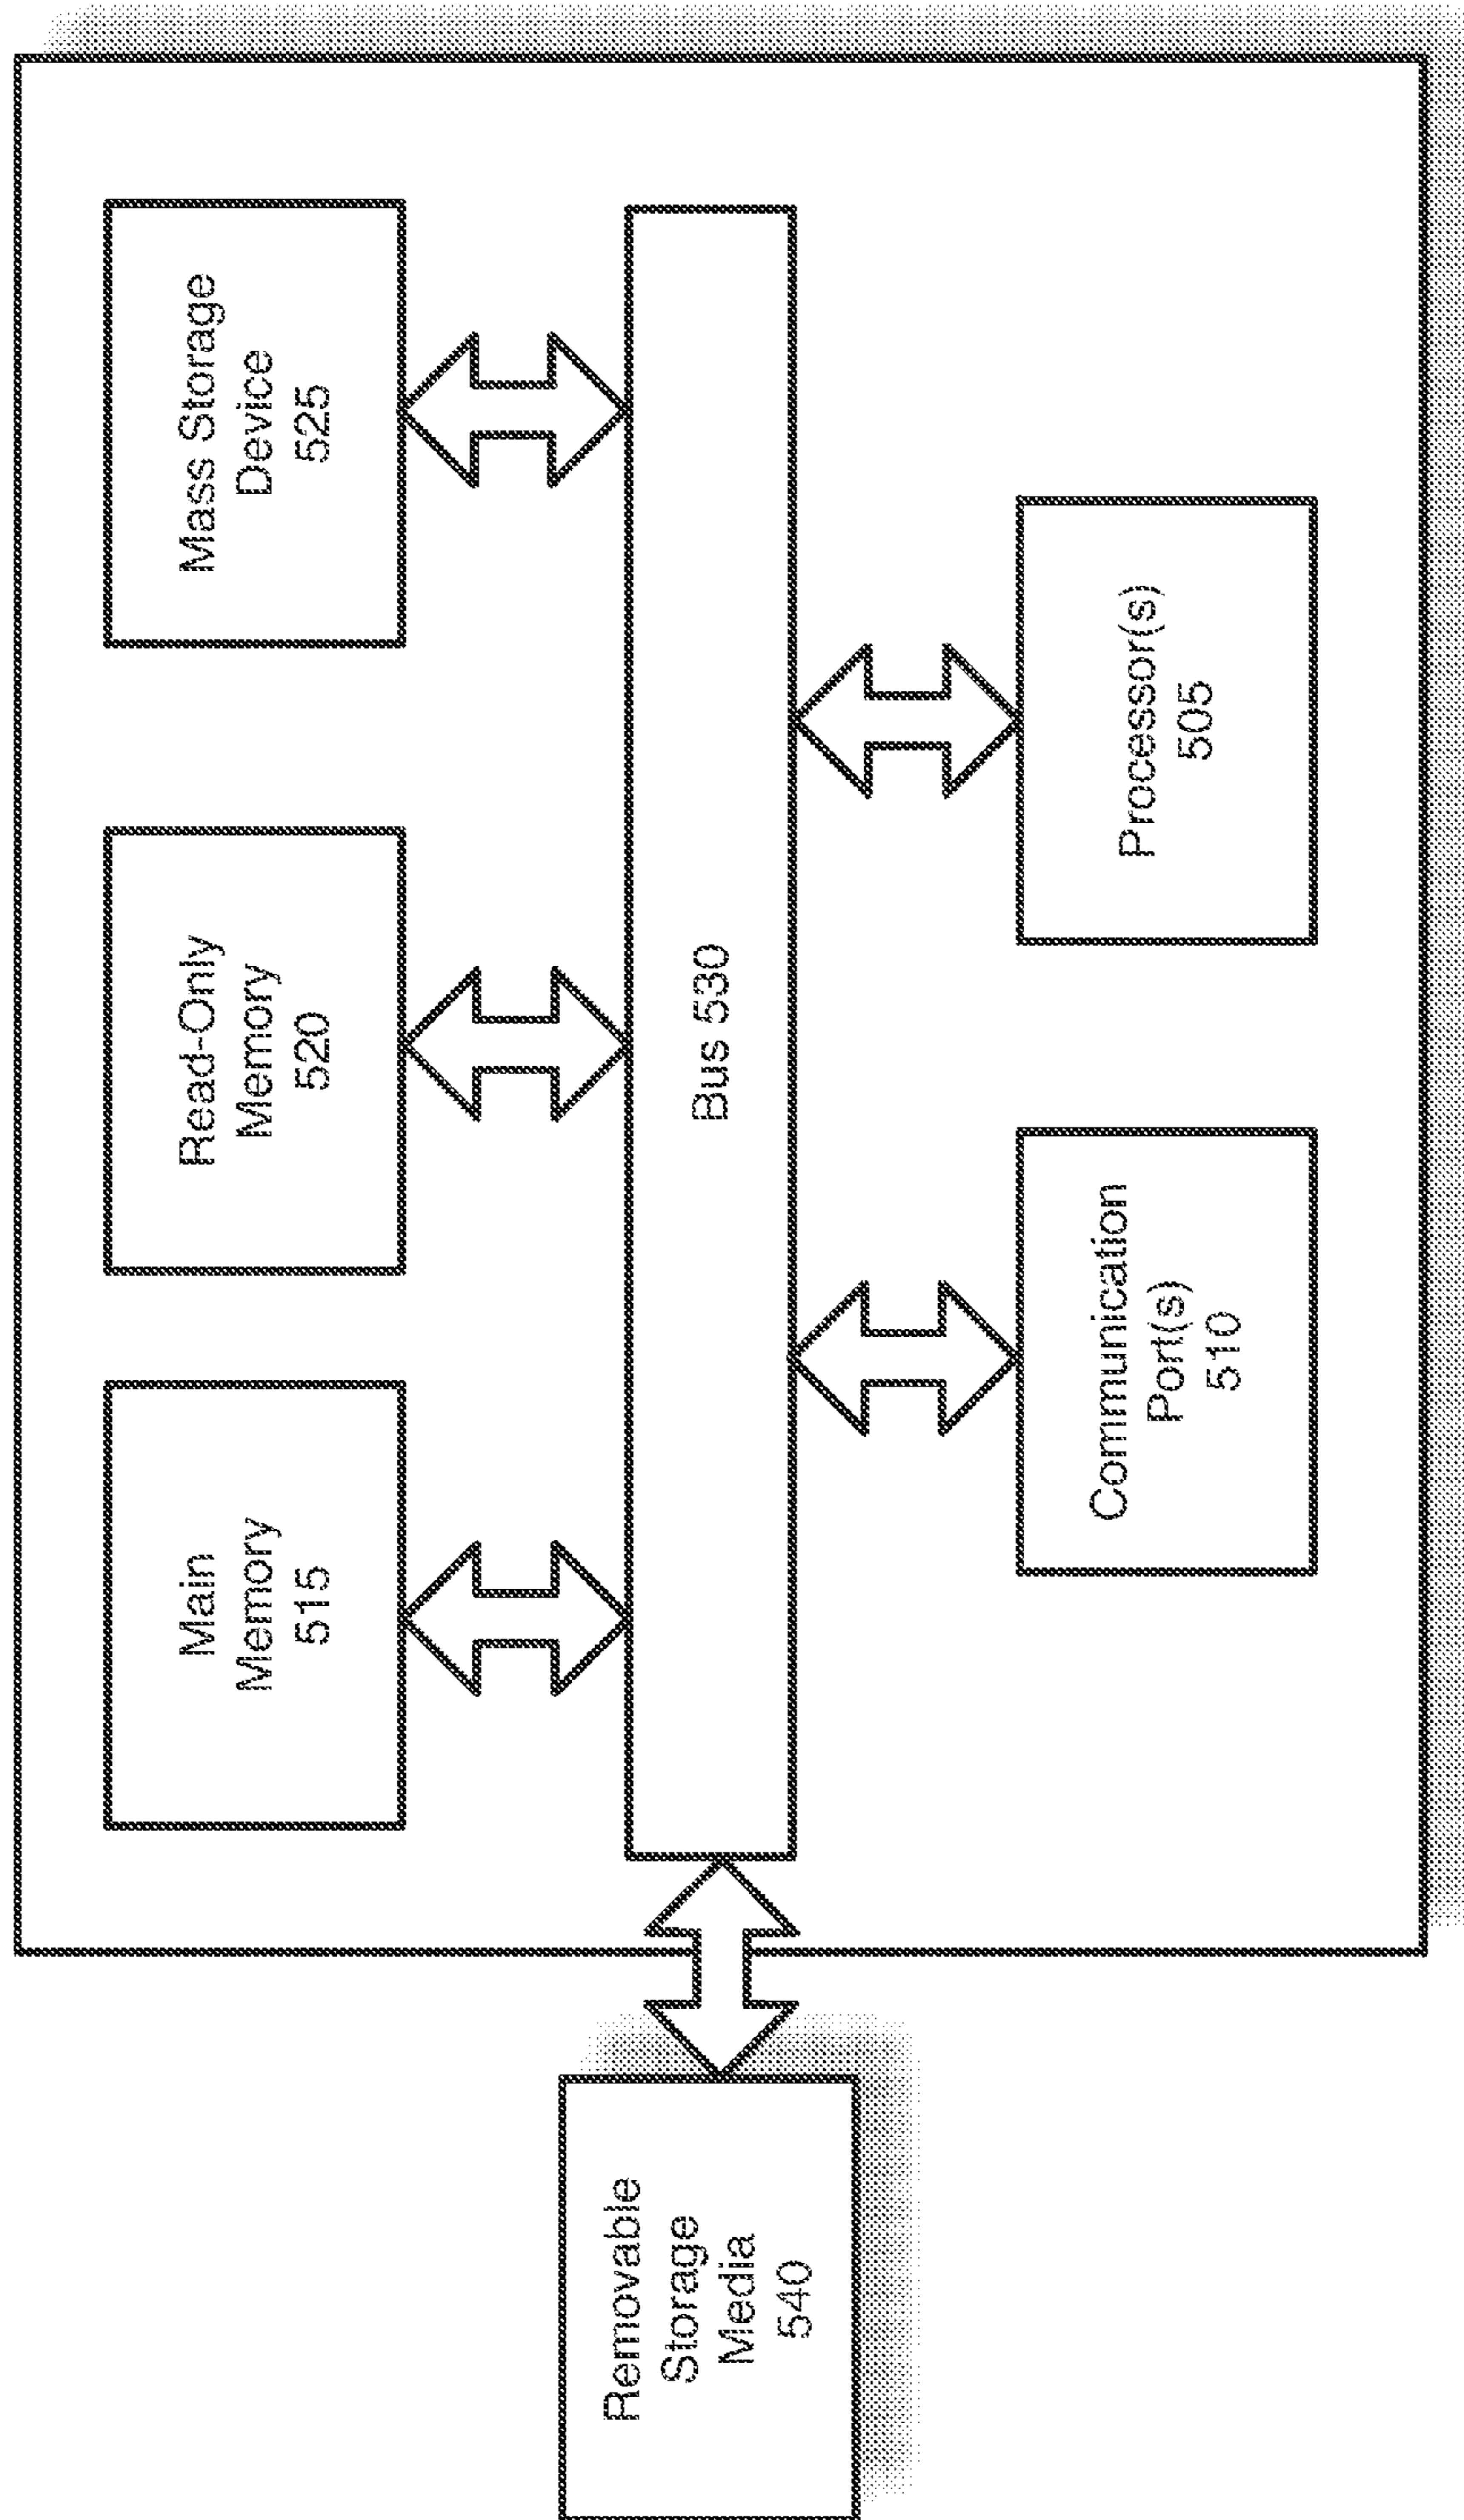 Main
Memory
515
Read-Only
Memory
520
Mass Storage
Device
525
Removable
Storage
Media
540
Bus 530
Communication
Port(s)
510
Processor(s)
505